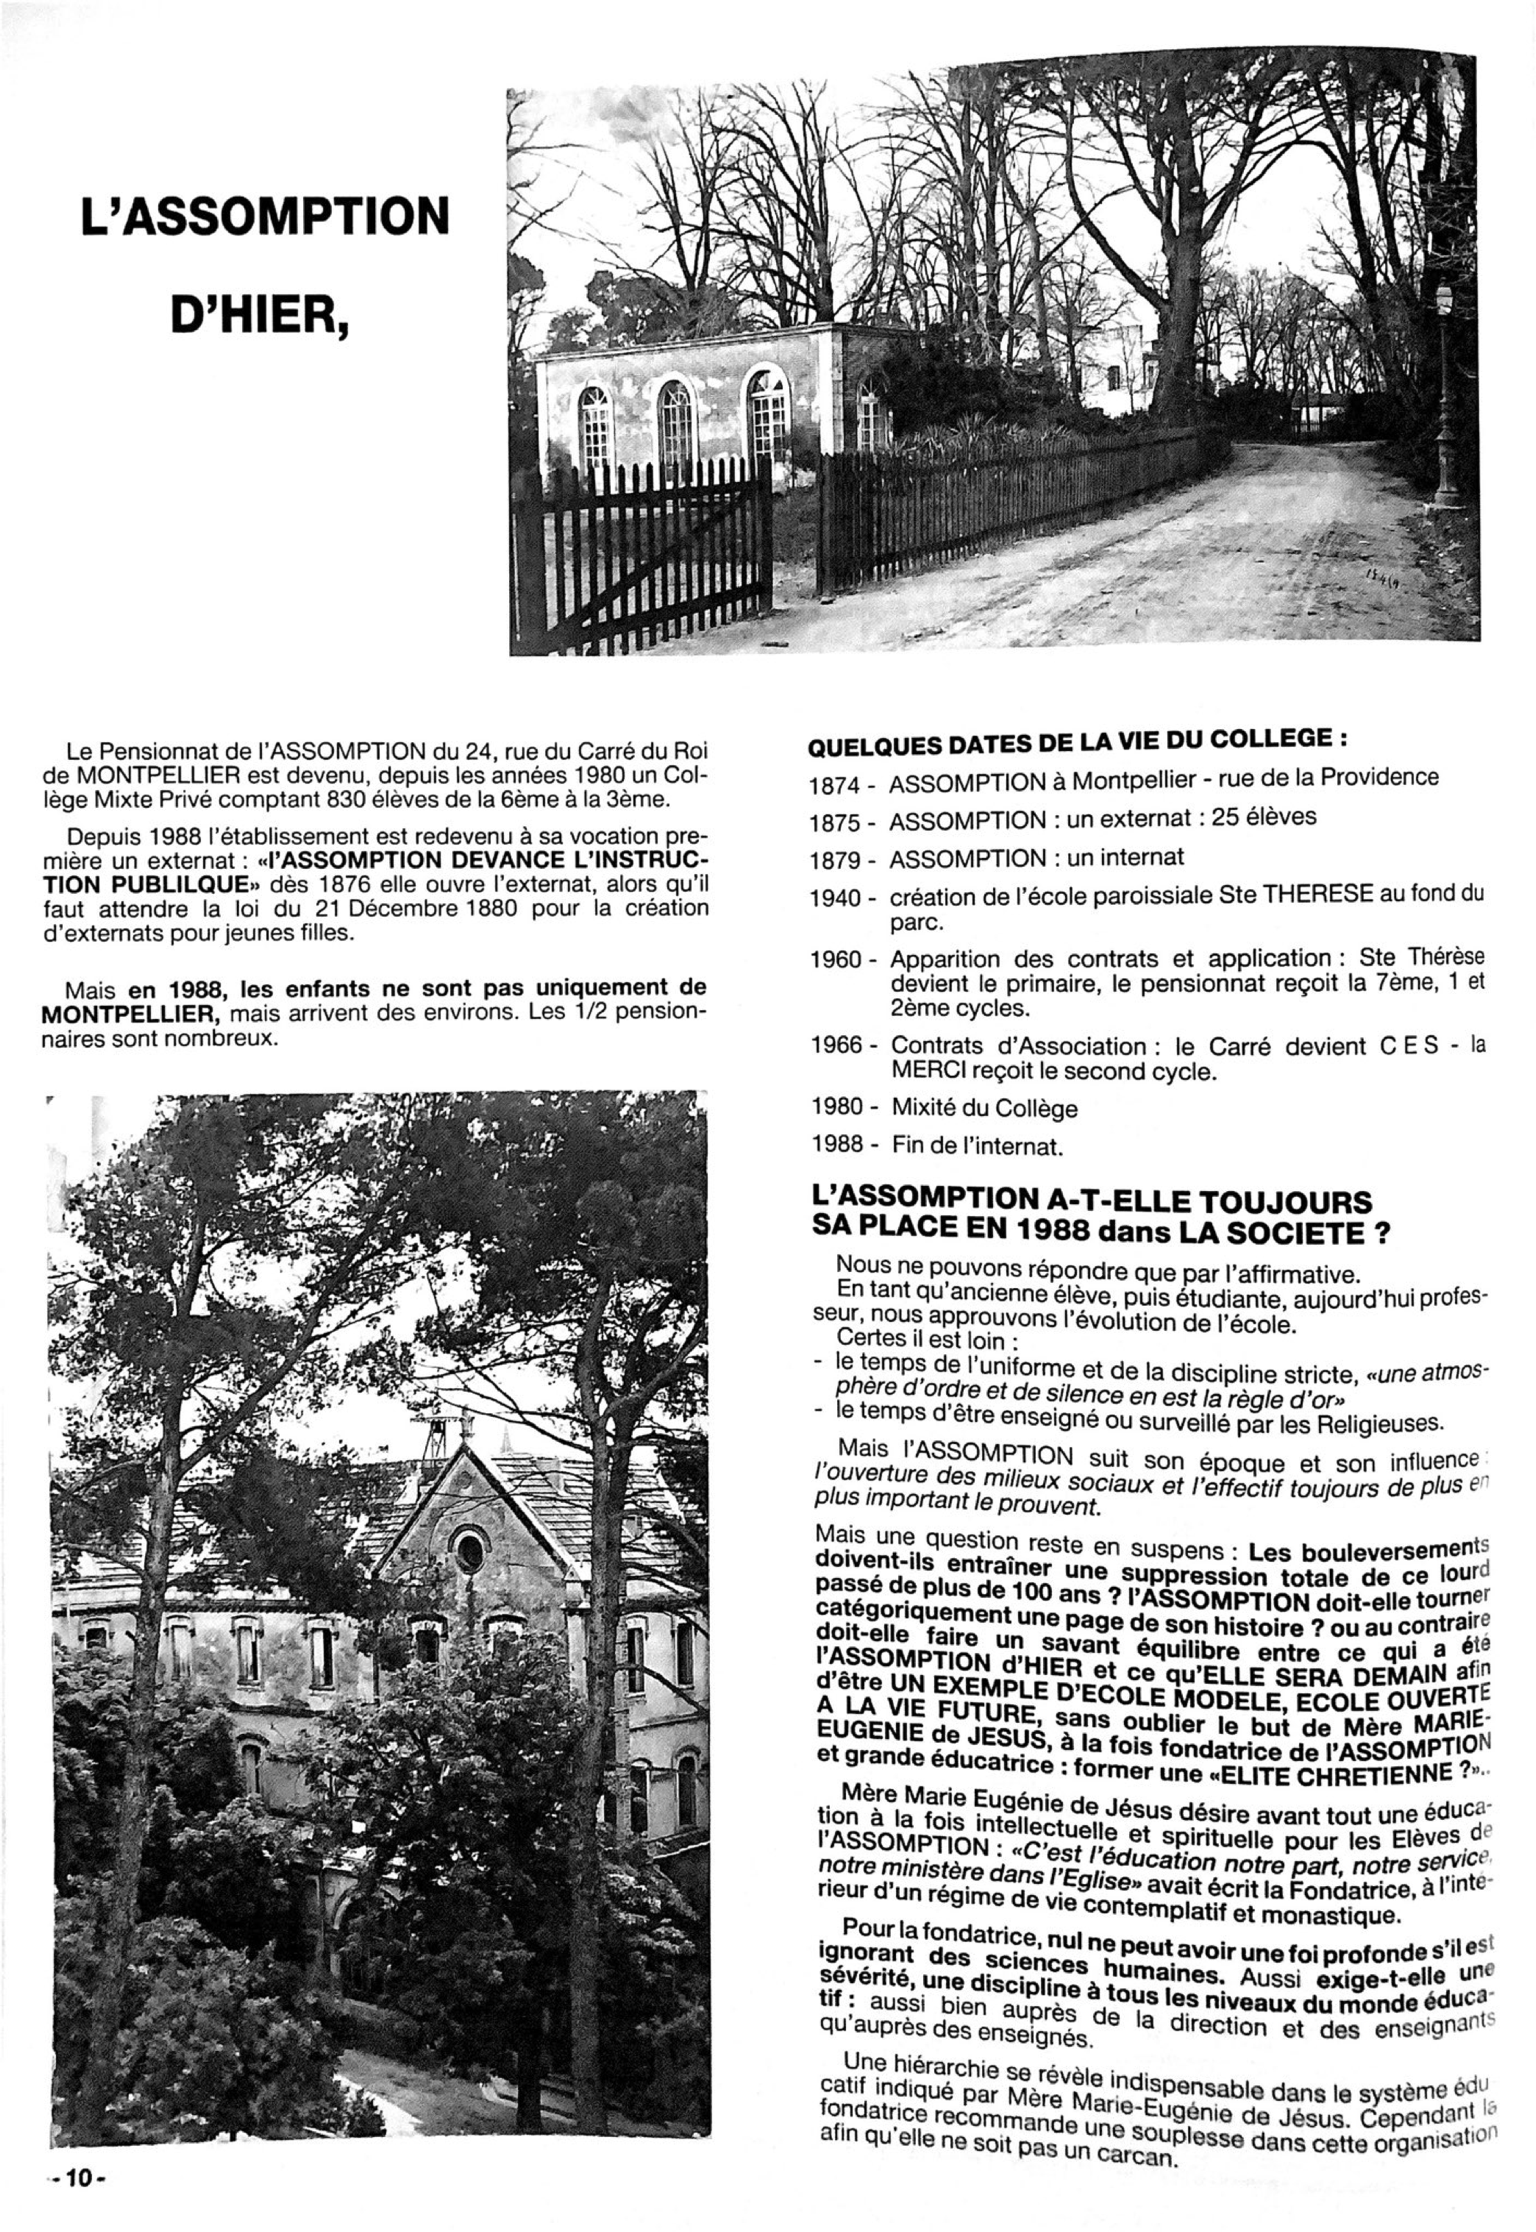 L'ASSOMPTION
D'HIER,
Le Pensionnat de l'ASSOMPTION du 24, rue du Carré du Roi
de MONTPELLIER est devenu, depuis les années 1980 un Col-
lège Mixte Privé comptant 830 élèves de la 6ème à la 3ème.
Depuis 1988 l'établissement est redevenu à sa vocation pre-
mière un externat : «l'ASSOMPTION DEVANCE L'INSTRUC-
TION PUBLILQUE» dès 1876 elle ouvre l'externat, alors qu'il
faut attendre la loi du 21 Décembre 1880 pour la création
d'externats pour jeunes filles.
Mais en 1988, les enfants ne sont pas uniquement de
MONTPELLIER, mais arrivent des environs. Les 1/2 pension-
naires sont nombreux.
- 10 -
QUELQUES DATES DE LA VIE DU COLLEGE :
1874 - ASSOMPTION à Montpellier - rue de la Providence
1875 - ASSOMPTION : un externat : 25 élèves
1879 - ASSOMPTION : un internat
1940 - création de l'école paroissiale Ste THERESE au fond du
parc.
1960 - Apparition des contrats et application : Ste Thérèse
devient le primaire, le pensionnat reçoit la 7ème, 1 et
2ème cycles.
1966 - Contrats d'Association : le Carré devient C E S - la
MERCI reçoit le second cycle.
1980 - Mixité du Collège
1988 - Fin de l'internat.
L'ASSOMPTION A-T-ELLE TOUJOURS
SA PLACE EN 1988 dans LA SOCIETE ?
Nous ne pouvons répondre que par l'affirmative.
En tant qu'ancienne élève, puis étudiante, aujourd'hui profes-
seur, nous approuvons l'évolution de l'école.
Certes il est loin :
- le temps de l'uniforme et de la discipline stricte, «une atmos-
phère d'ordre et de silence en est la règle d'or»
- le temps d'être enseigné ou surveillé par les Religieuses.
Mais l'ASSOMPTION suit son époque et son influence :
l'ouverture des milieux sociaux et l'effectif toujours de plus en
plus important le prouvent.
Mais une question reste en suspens : Les bouleversements
doivent-ils entraîner une suppression totale de ce lourd
passé de plus de 100 ans ? l'ASSOMPTION doit-elle tourner
catégoriquement une page de son histoire ? ou au contraire
doit-elle faire un savant équilibre entre ce qui a été
l'ASSOMPTION d'HIER et ce qu'ELLE SERA DEMAIN afin
d'être UN EXEMPLE D'ECOLE MODELE, ECOLE OUVERTE
A LA VIE FUTURE, sans oublier le but de Mère MARIE-
EUGENIE de JESUS, à la fois fondatrice de l'ASSOMPTION
et grande éducatrice : former une «ELITE CHRETIENNE ?»..
Mère Marie Eugénie de Jésus désire avant tout une éduca-
tion à la fois intellectuelle et spirituelle pour les Elèves de
l'ASSOMPTION : «C'est l'éducation notre part, notre service,
notre ministère dans l'Eglise» avait écrit la Fondatrice, à l'inté-
rieur d'un régime de vie contemplatif et monastique.
Pour la fondatrice, nul ne peut avoir une foi profonde s'il est
ignorant des sciences humaines. Aussi exige-t-elle une
sévérité, une discipline à tous les niveaux du monde éduca-
tif : aussi bien auprès de la direction et des enseignants
qu'auprès des enseignés.
Une hiérarchie se révèle indispensable dans le système édu
catif indiqué par Mère Marie-Eugénie de Jésus. Cependant la
fondatrice recommande une souplesse dans cette organisation
afin qu'elle ne soit pas un carcan.